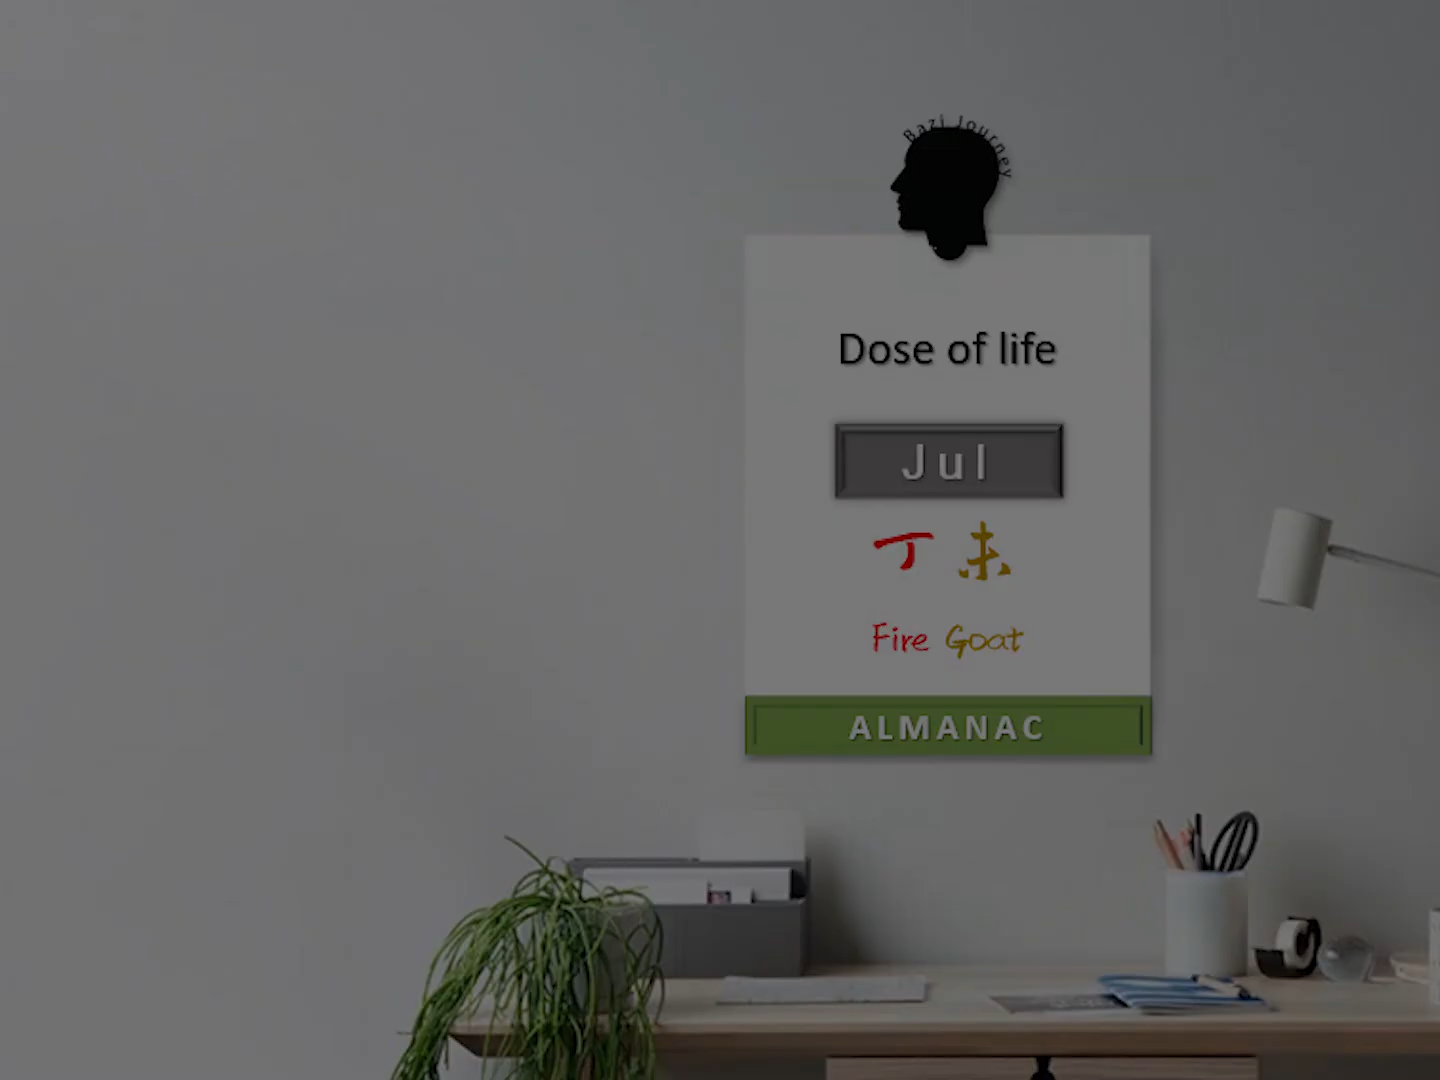 Bazi Journey
Dose of life
Jul
丁 未
Fire Goat
ALMANAC